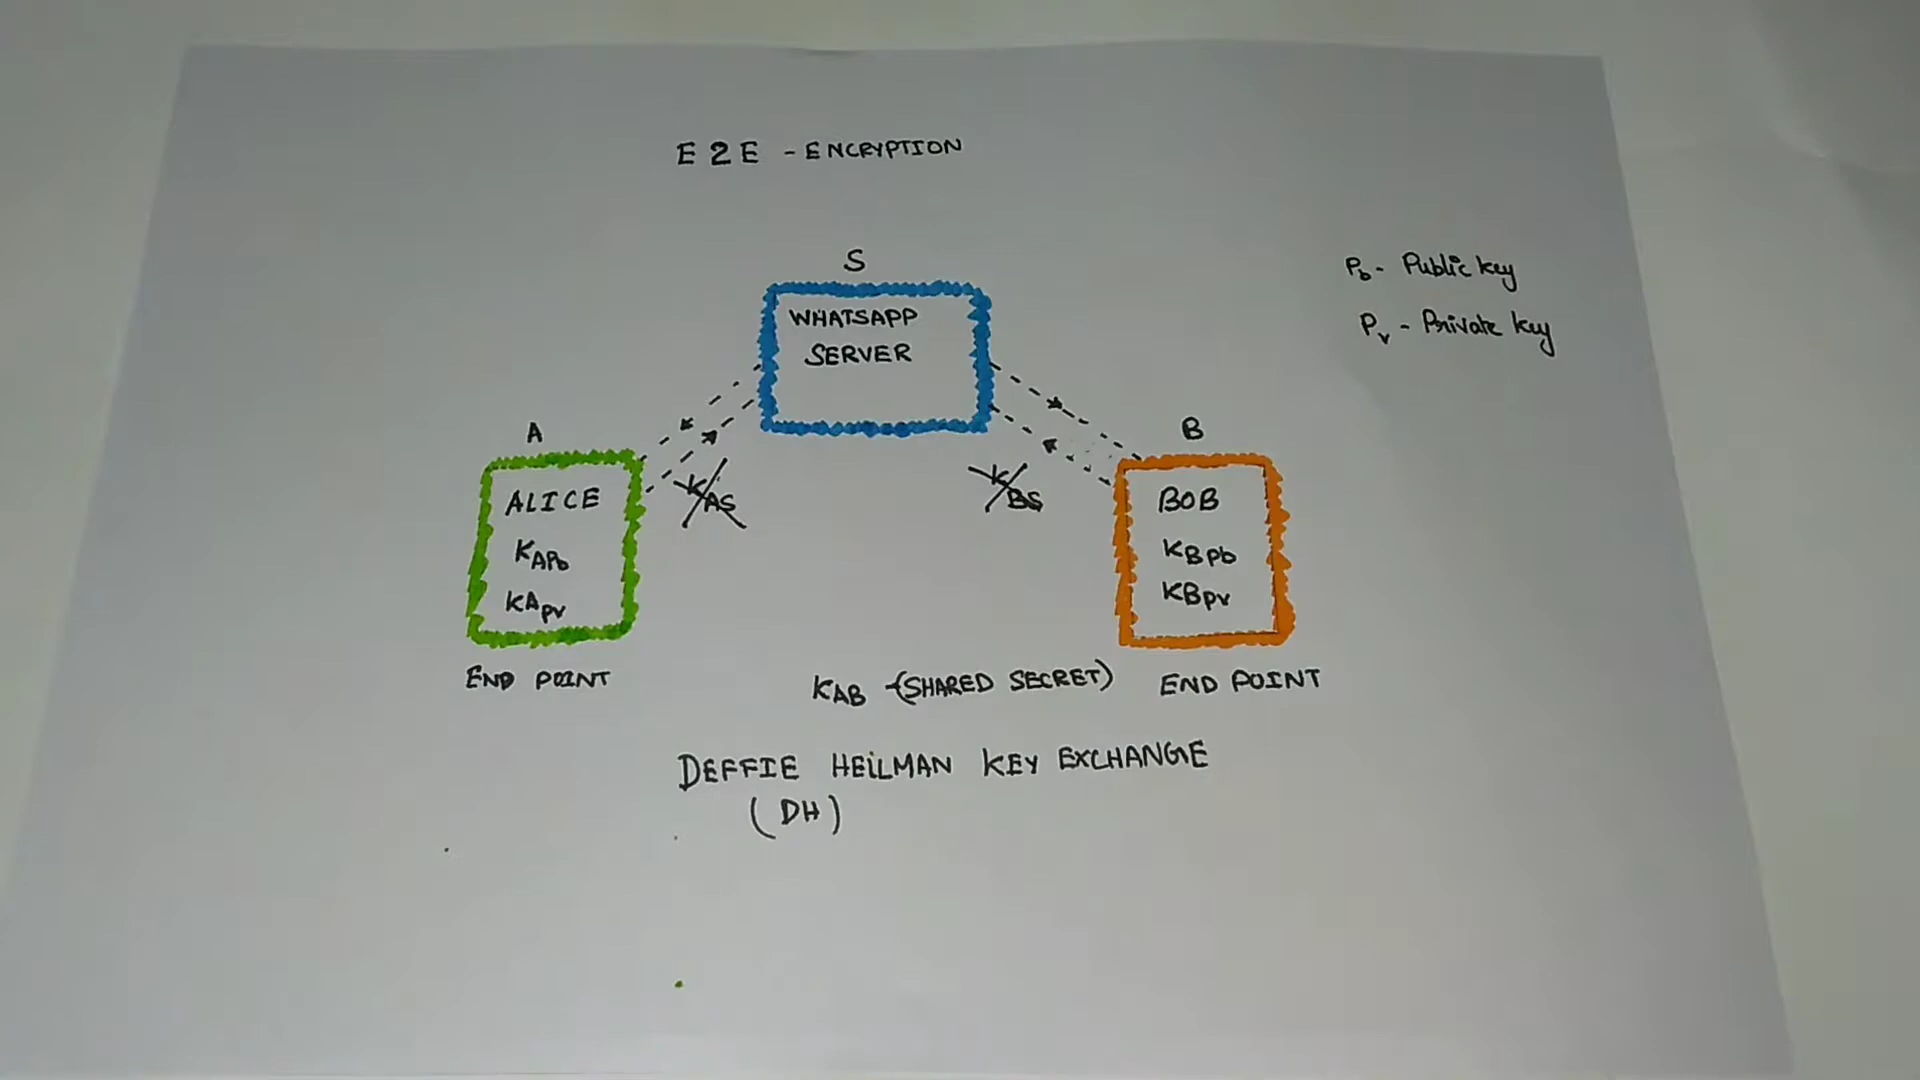 E2E - ENCRYPTION
S
WHATSAPP
SERVER
Pb - Public key
Pv - Private key
A
ALICE
KAPb
KApv
END POINT
KAS
KBS
B
BOB
KBpb
KBpv
END POINT
KAB - (SHARED SECRET)
DEFFIE HEILMAN KEY EXCHANGE
(DH)